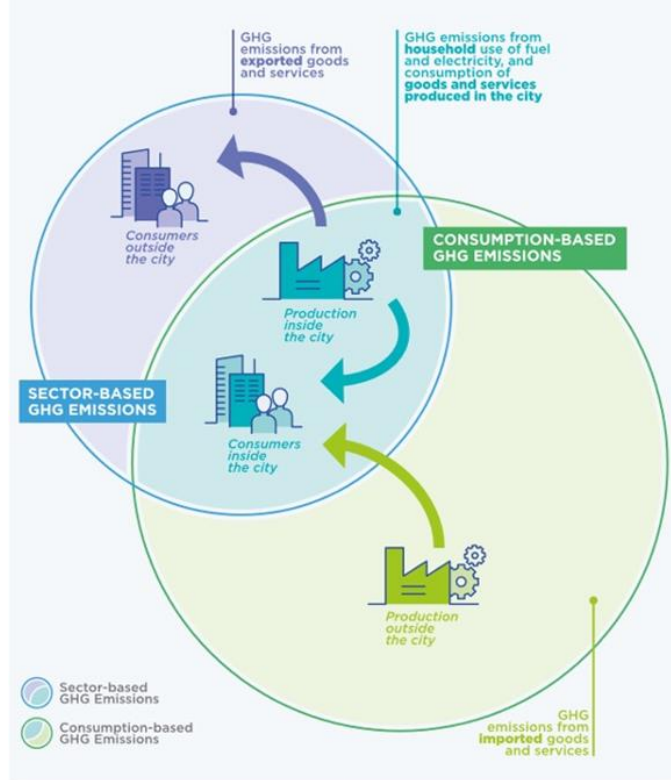 GHG
emissions from
exported goods
and services
GHG emissions from
household use of fuel
and electricity, and
consumption of
goods and services
produced in the city
Consumers
outside
the city
CONSUMPTION-BASED
GHG EMISSIONS
Production
inside
the city
SECTOR-BASED
GHG EMISSIONS
Consumers
inside
the city
Production
outside
the city
Sector-based
GHG Emissions
Consumption-based
GHG Emissions
GHG
emissions from
imported goods
and services